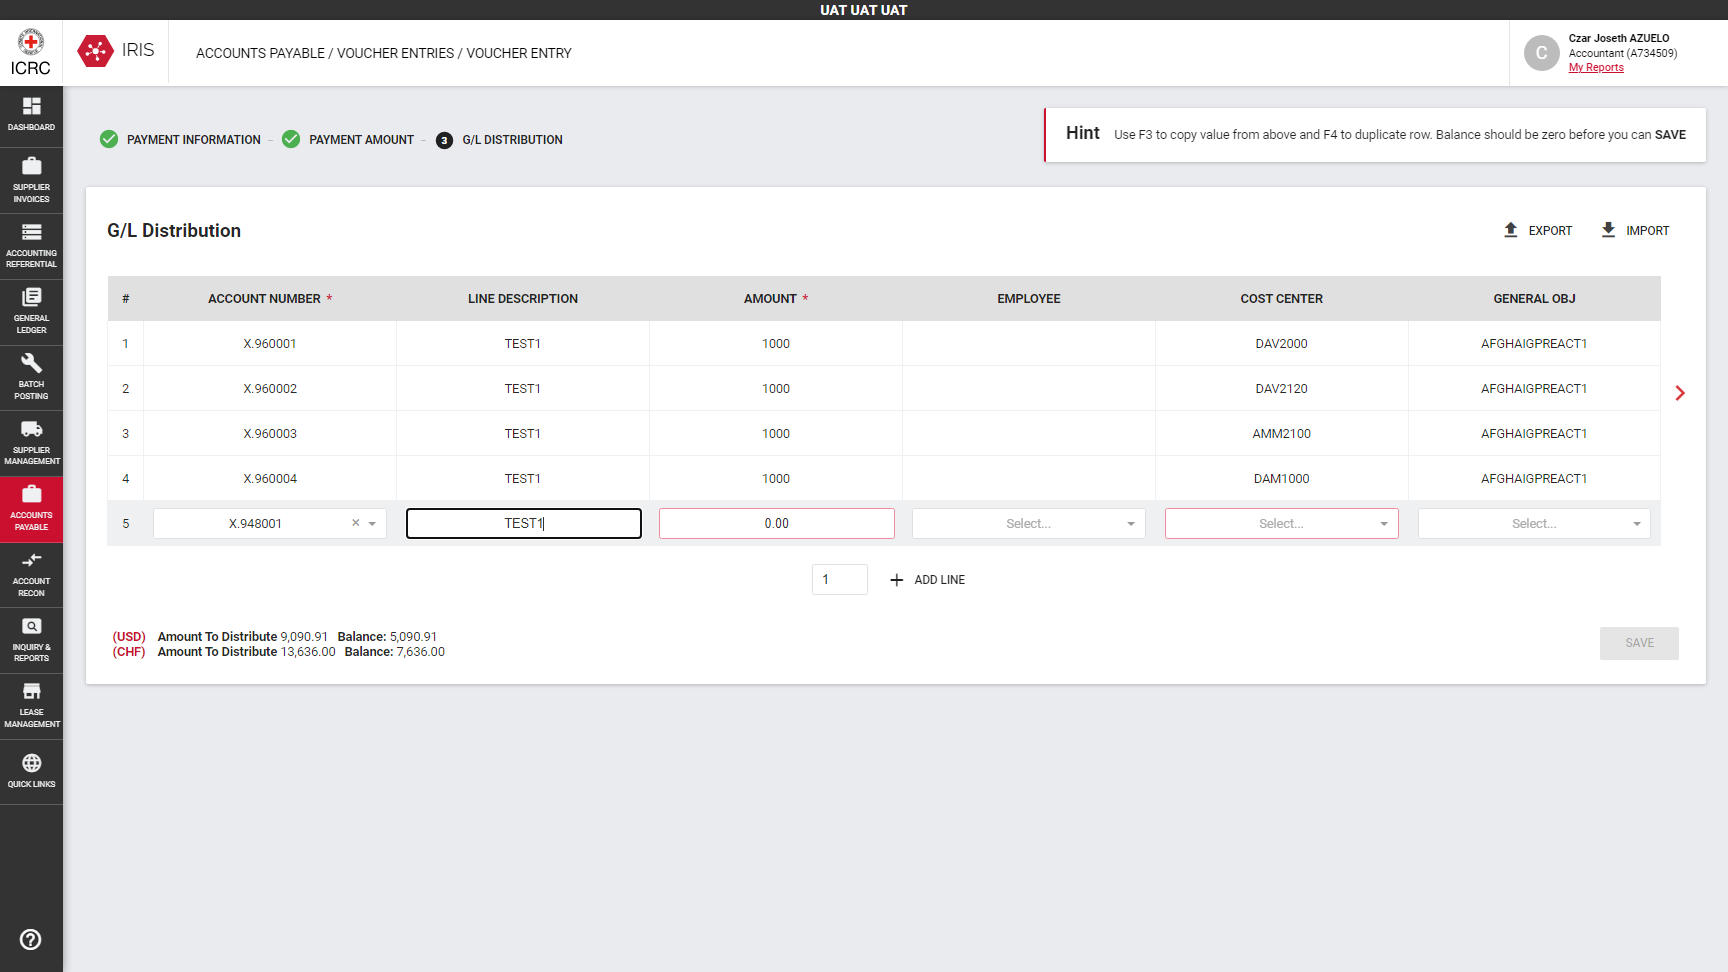 UAT UAT UAT
ICRC
IRIS
ACCOUNTS PAYABLE / VOUCHER ENTRIES / VOUCHER ENTRY
C
Czar Joseth AZUELO
Accountant (A734509)
My Reports
DASHBOARD
SUPPLIER
INVOICES
ACCOUNTING
REFERENTIAL
GENERAL
LEDGER
BATCH
POSTING
SUPPLIER
MANAGEMENT
ACCOUNTS
PAYABLE
ACCOUNT
RECON
INQUIRY &
REPORTS
LEASE
MANAGEMENT
QUICK LINKS
PAYMENT INFORMATION – PAYMENT AMOUNT – 3 G/L DISTRIBUTION
Hint Use F3 to copy value from above and F4 to duplicate row. Balance should be zero before you can SAVE
G/L Distribution
EXPORT IMPORT
# ACCOUNT NUMBER * LINE DESCRIPTION AMOUNT * EMPLOYEE COST CENTER GENERAL OBJ
1 X.960001 TEST1 1000 DAV2000 AFGHAIGPREACT1
2 X.960002 TEST1 1000 DAV2120 AFGHAIGPREACT1
3 X.960003 TEST1 1000 AMM2100 AFGHAIGPREACT1
4 X.960004 TEST1 1000 DAM1000 AFGHAIGPREACT1
5 X.948001 × TEST1 0.00 Select... Select... Select...
1 + ADD LINE
(USD) Amount To Distribute 9,090.91 Balance: 5,090.91
(CHF) Amount To Distribute 13,636.00 Balance: 7,636.00
SAVE